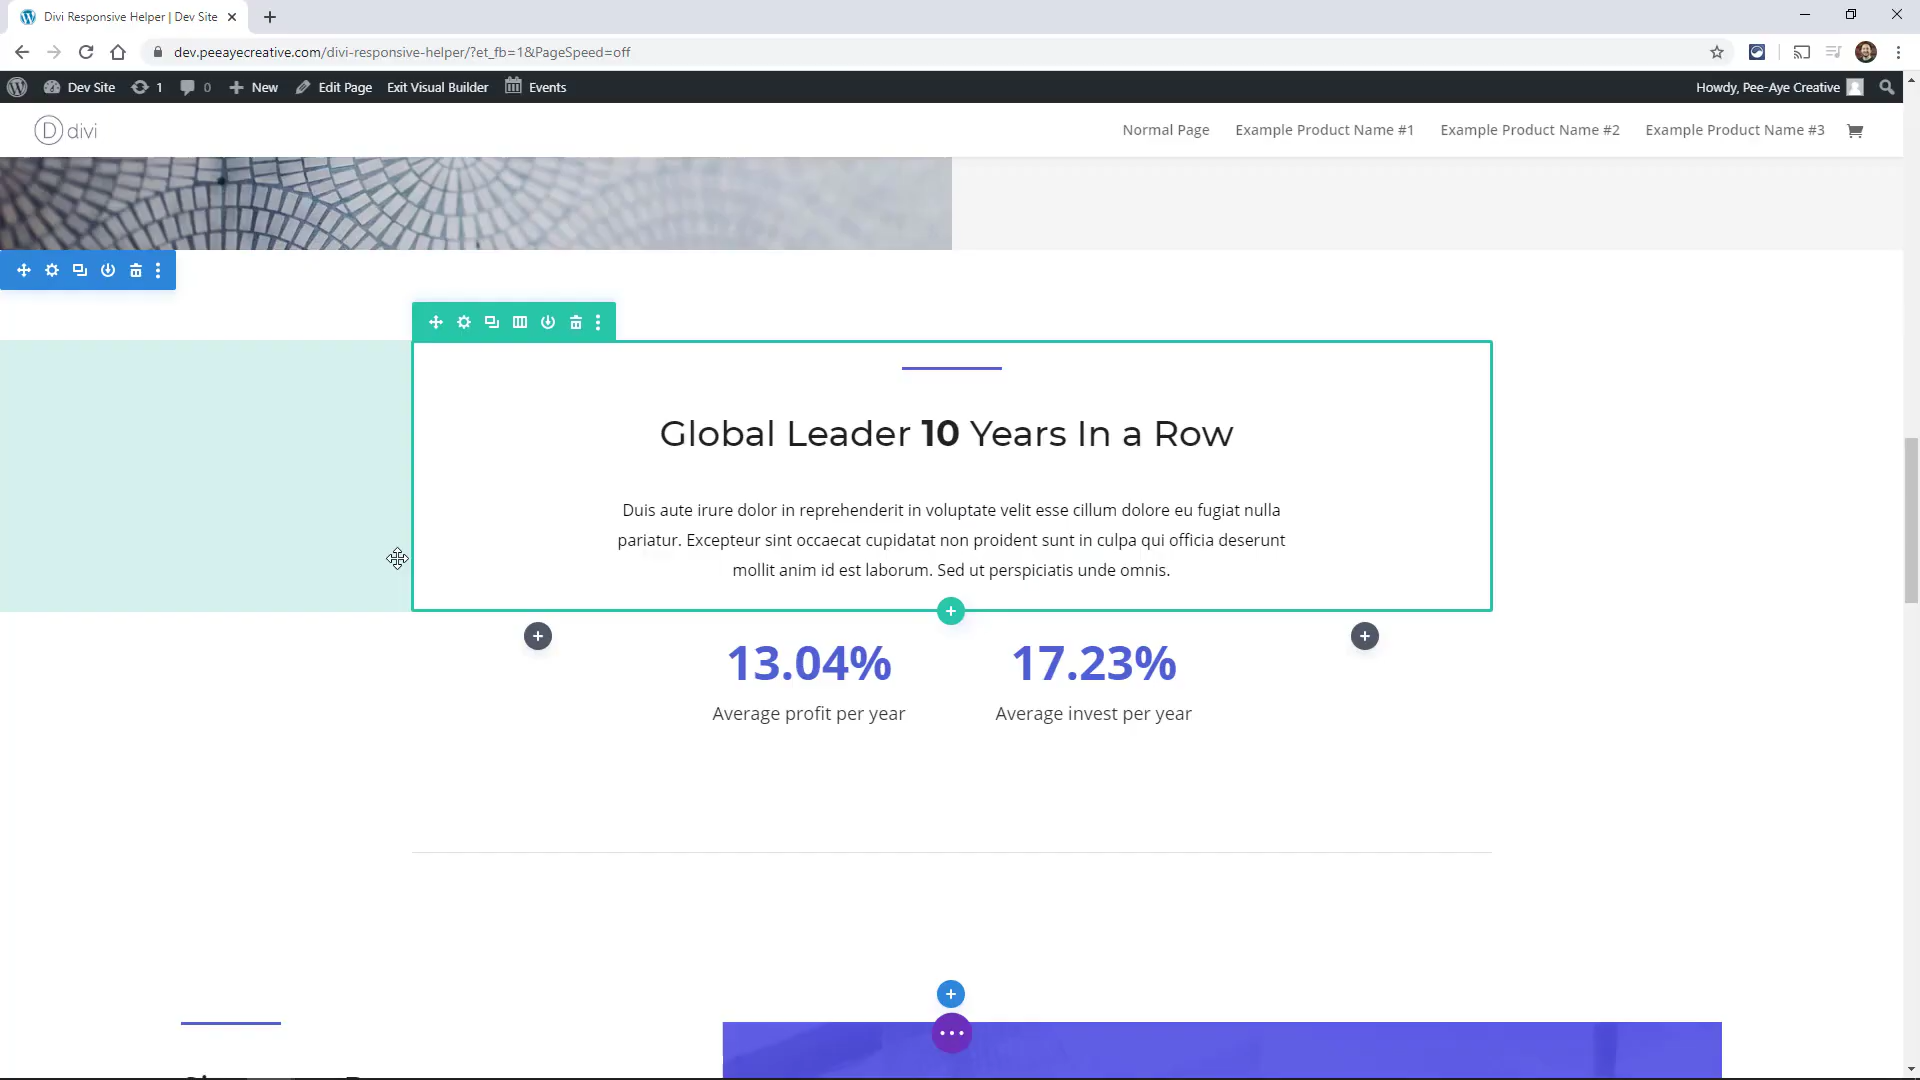 Divi Responsive Helper | Dev Site
dev.peeayecreative.com/divi-responsive-helper/?et_fb=1&PageSpeed=off
Dev Site 1 0 New Edit Page Exit Visual Builder Events Howdy, Pee-Aye Creative
D divi Normal Page Example Product Name #1 Example Product Name #2 Example Product Name #3
Global Leader 10 Years In a Row
Duis aute irure dolor in reprehenderit in voluptate velit esse cillum dolore eu fugiat nulla
pariatur. Excepteur sint occaecat cupidatat non proident sunt in culpa qui officia deserunt
mollit anim id est laborum. Sed ut perspiciatis unde omnis.
13.04% 17.23%
Average profit per year Average invest per year